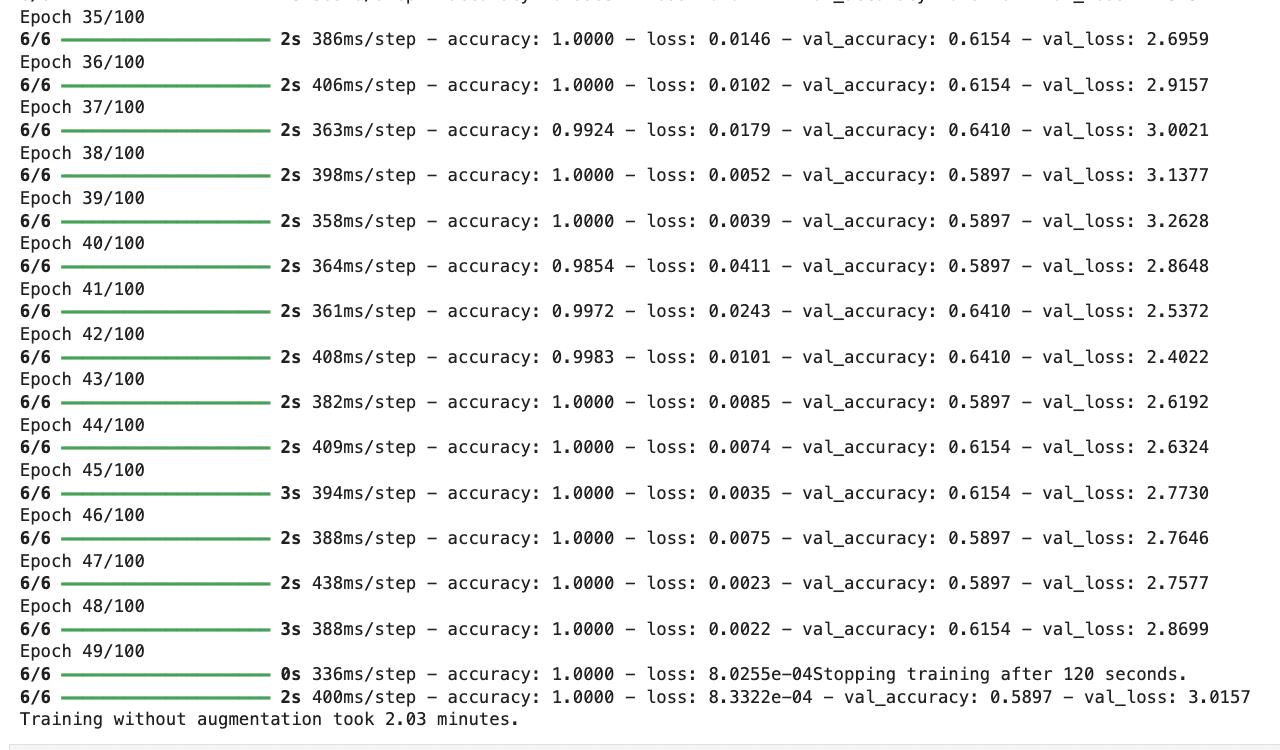 Epoch 35/100
6/6 ━━━━━━━━━━━━━━━━━━━━ 2s 386ms/step - accuracy: 1.0000 - loss: 0.0146 - val_accuracy: 0.6154 - val_loss: 2.6959
Epoch 36/100
6/6 ━━━━━━━━━━━━━━━━━━━━ 2s 406ms/step - accuracy: 1.0000 - loss: 0.0102 - val_accuracy: 0.6154 - val_loss: 2.9157
Epoch 37/100
6/6 ━━━━━━━━━━━━━━━━━━━━ 2s 363ms/step - accuracy: 0.9924 - loss: 0.0179 - val_accuracy: 0.6410 - val_loss: 3.0021
Epoch 38/100
6/6 ━━━━━━━━━━━━━━━━━━━━ 2s 398ms/step - accuracy: 1.0000 - loss: 0.0052 - val_accuracy: 0.5897 - val_loss: 3.1377
Epoch 39/100
6/6 ━━━━━━━━━━━━━━━━━━━━ 2s 358ms/step - accuracy: 1.0000 - loss: 0.0039 - val_accuracy: 0.5897 - val_loss: 3.2628
Epoch 40/100
6/6 ━━━━━━━━━━━━━━━━━━━━ 2s 364ms/step - accuracy: 0.9854 - loss: 0.0411 - val_accuracy: 0.5897 - val_loss: 2.8648
Epoch 41/100
6/6 ━━━━━━━━━━━━━━━━━━━━ 2s 361ms/step - accuracy: 0.9972 - loss: 0.0243 - val_accuracy: 0.6410 - val_loss: 2.5372
Epoch 42/100
6/6 ━━━━━━━━━━━━━━━━━━━━ 2s 408ms/step - accuracy: 0.9983 - loss: 0.0101 - val_accuracy: 0.6410 - val_loss: 2.4022
Epoch 43/100
6/6 ━━━━━━━━━━━━━━━━━━━━ 2s 382ms/step - accuracy: 1.0000 - loss: 0.0085 - val_accuracy: 0.5897 - val_loss: 2.6192
Epoch 44/100
6/6 ━━━━━━━━━━━━━━━━━━━━ 2s 409ms/step - accuracy: 1.0000 - loss: 0.0074 - val_accuracy: 0.6154 - val_loss: 2.6324
Epoch 45/100
6/6 ━━━━━━━━━━━━━━━━━━━━ 3s 394ms/step - accuracy: 1.0000 - loss: 0.0035 - val_accuracy: 0.6154 - val_loss: 2.7730
Epoch 46/100
6/6 ━━━━━━━━━━━━━━━━━━━━ 2s 388ms/step - accuracy: 1.0000 - loss: 0.0075 - val_accuracy: 0.5897 - val_loss: 2.7646
Epoch 47/100
6/6 ━━━━━━━━━━━━━━━━━━━━ 2s 438ms/step - accuracy: 1.0000 - loss: 0.0023 - val_accuracy: 0.5897 - val_loss: 2.7577
Epoch 48/100
6/6 ━━━━━━━━━━━━━━━━━━━━ 3s 388ms/step - accuracy: 1.0000 - loss: 0.0022 - val_accuracy: 0.6154 - val_loss: 2.8699
Epoch 49/100
6/6 ━━━━━━━━━━━━━━━━━━━━ 0s 336ms/step - accuracy: 1.0000 - loss: 8.0255e-04Stopping training after 120 seconds.
6/6 ━━━━━━━━━━━━━━━━━━━━ 2s 400ms/step - accuracy: 1.0000 - loss: 8.3322e-04 - val_accuracy: 0.5897 - val_loss: 3.0157
Training without augmentation took 2.03 minutes.